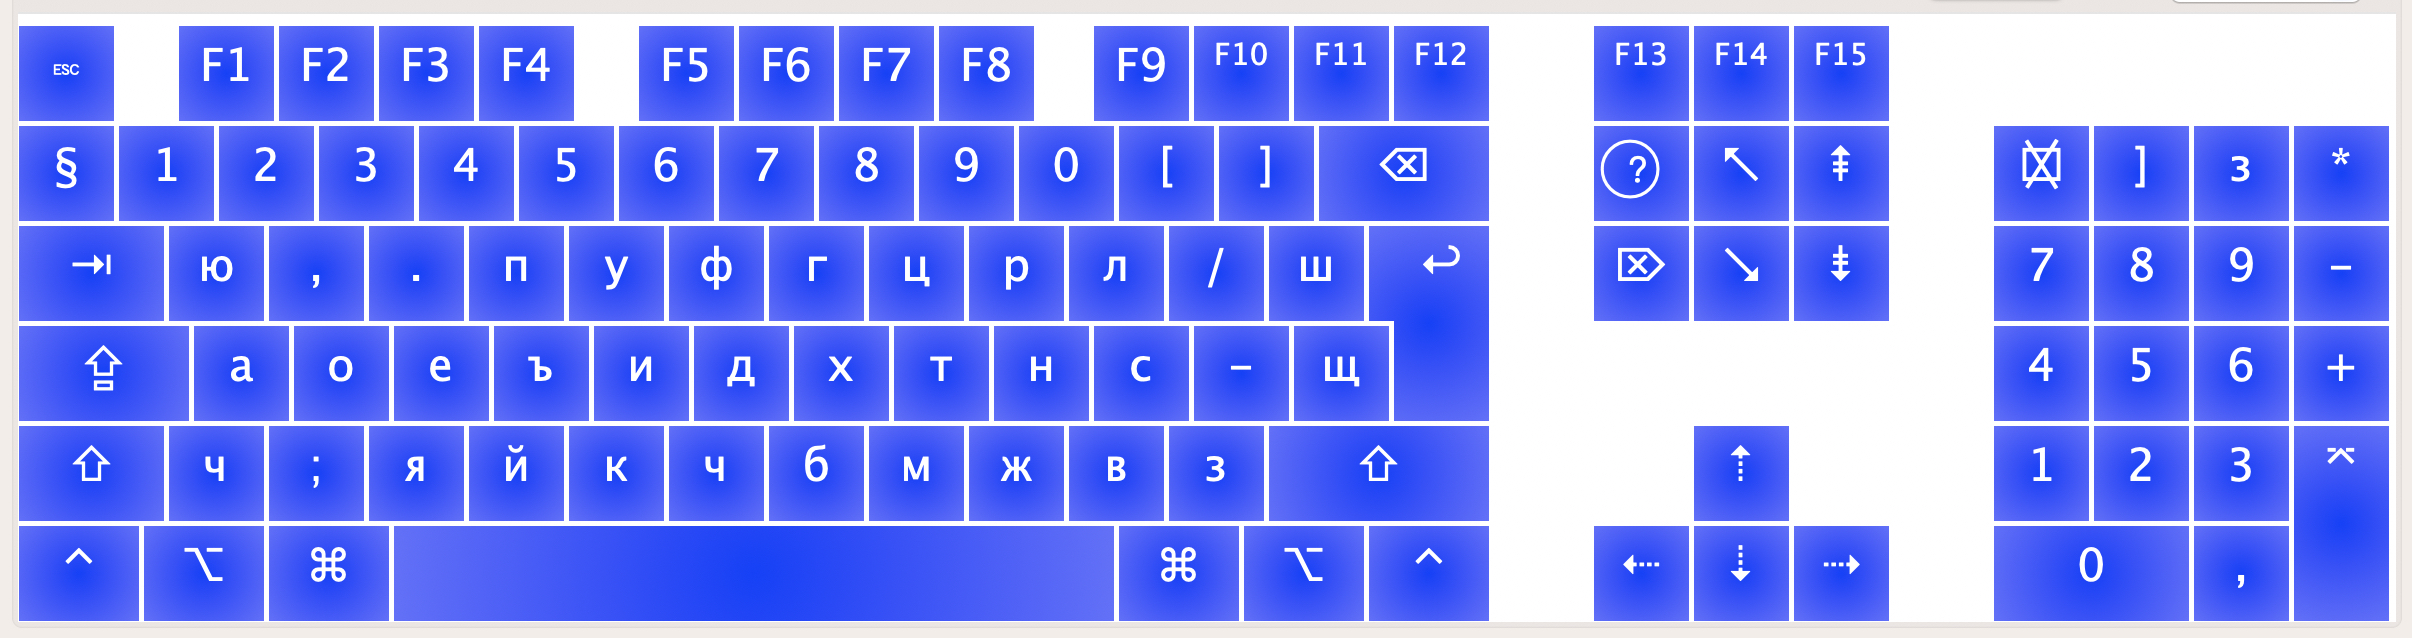 ESC F1 F2 F3 F4 F5 F6 F7 F8 F9 F10 F11 F12 F13 F14 F15
§ 1 2 3 4 5 6 7 8 9 0 [ ] ⌫ ? ↖ ⇞ ] з *
⇥ ю , . п у ф г ц р л / ш ↩ ⌦ ↘ ⇟ 7 8 9 −
⇪ а о е ъ и д х т н с – щ 4 5 6 +
⇧ ч ; я й к ч б м ж в з ⇧ ⇡ 1 2 3 ⌤
^ ⌥ ⌘ ⌘ ⌥ ^ ⇠ ⇣ ⇢ 0 ,